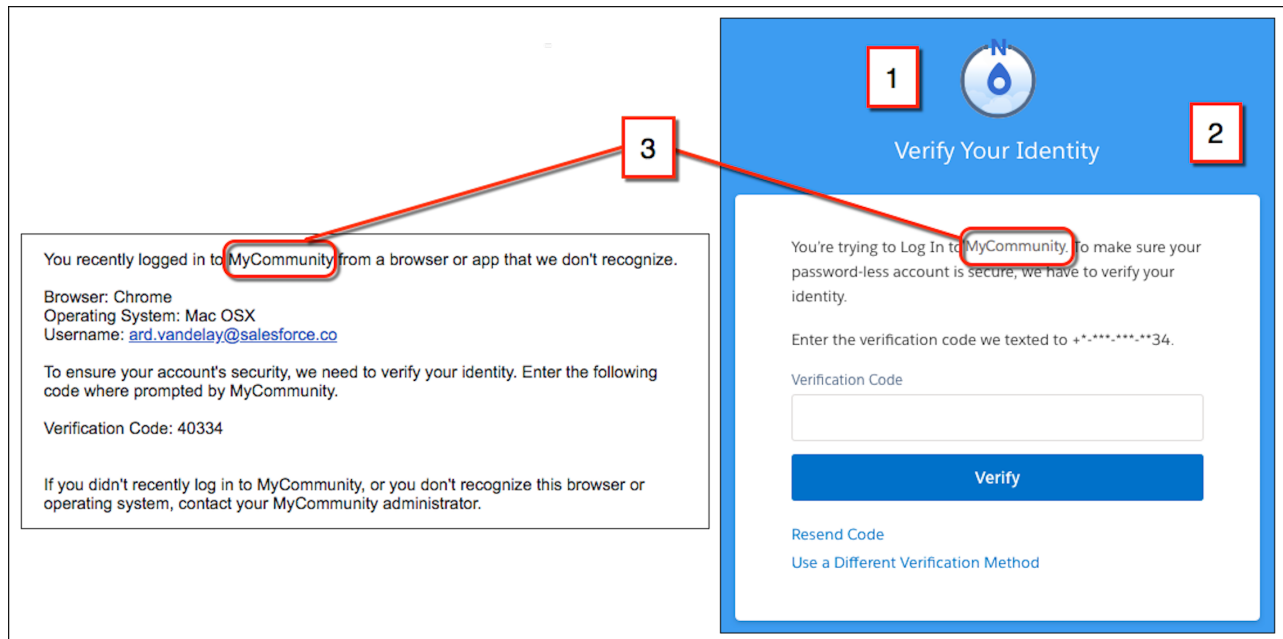 3
You recently logged in to MyCommunity from a browser or app that we don't recognize.
Browser: Chrome
Operating System: Mac OSX
Username: ard.vandelay@salesforce.co
To ensure your account's security, we need to verify your identity. Enter the following
code where prompted by MyCommunity.
Verification Code: 40334
If you didn't recently log in to MyCommunity, or you don't recognize this browser or
operating system, contact your MyCommunity administrator.
1
N
2
Verify Your Identity
You're trying to Log In to MyCommunity. To make sure your
password-less account is secure, we have to verify your
identity.
Enter the verification code we texted to +*-***-***-**34.
Verification Code
Verify
Resend Code
Use a Different Verification Method